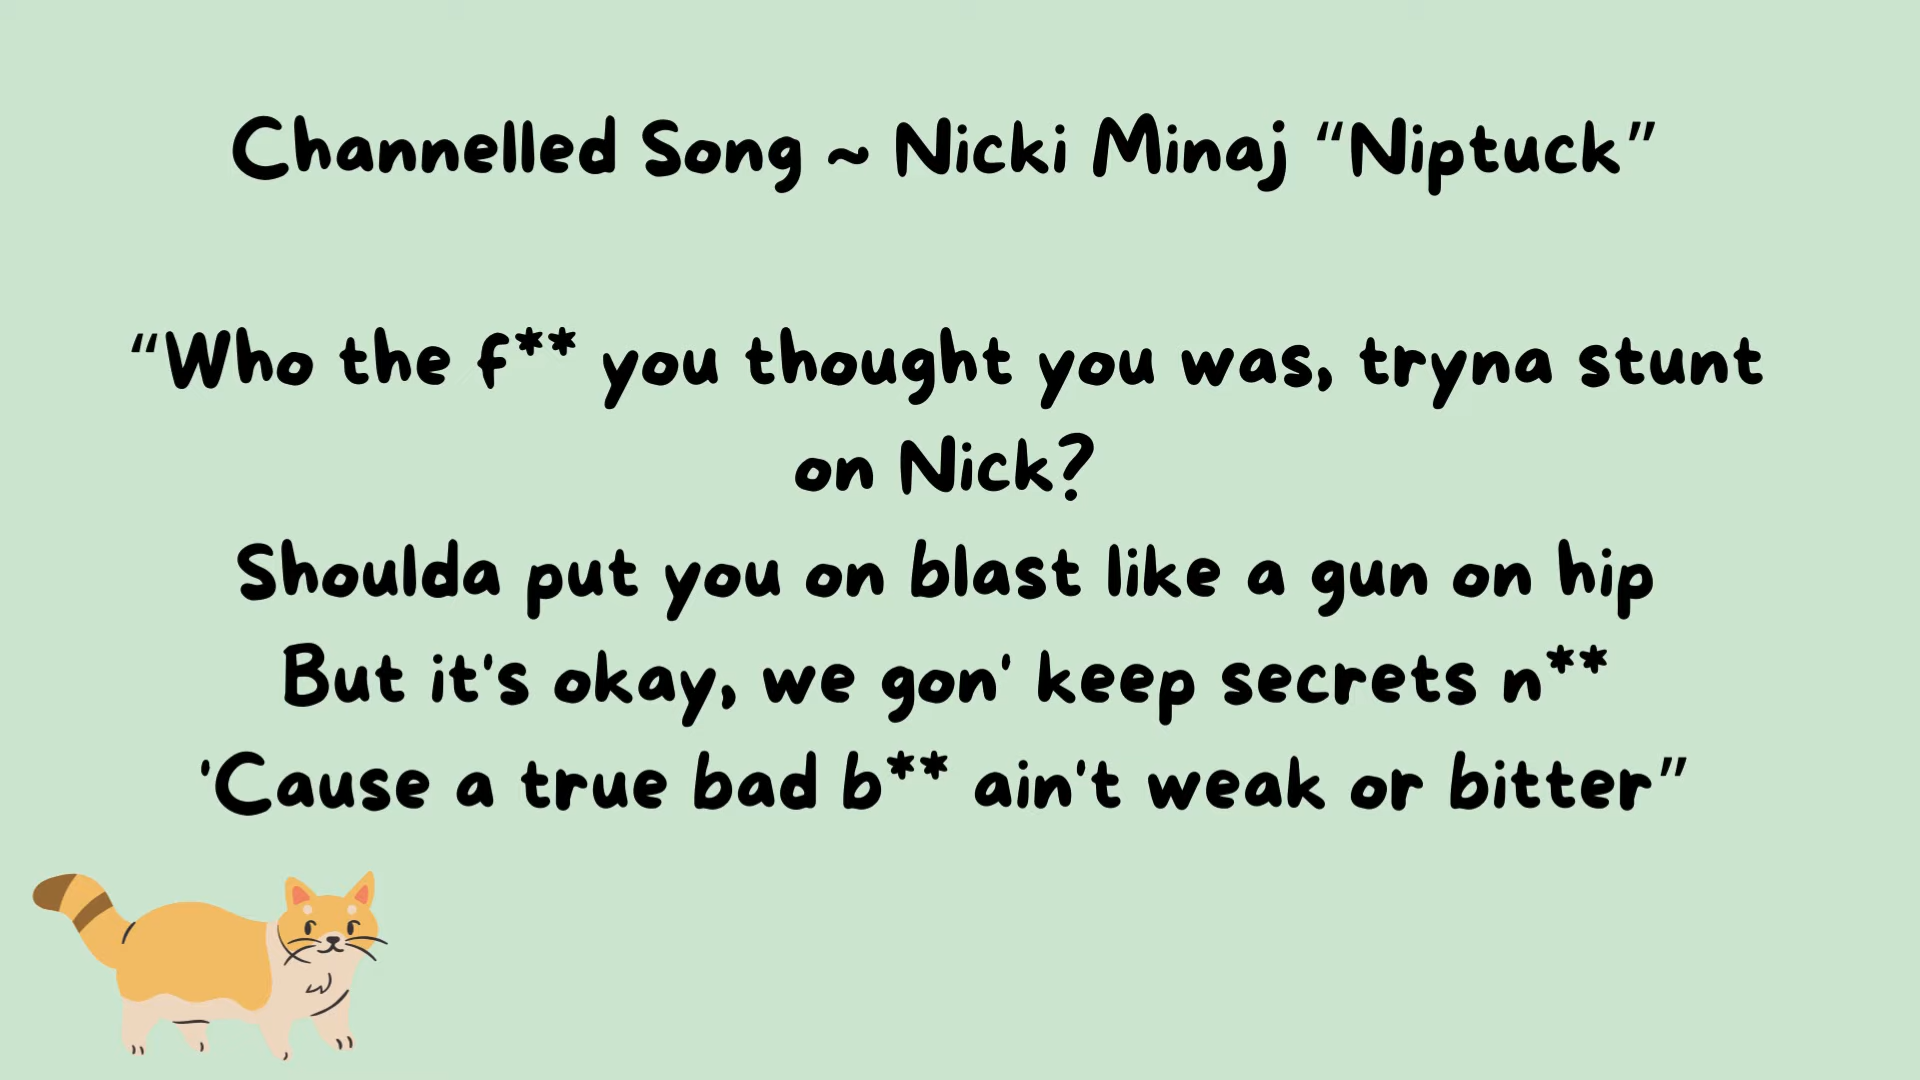 Channelled Song ~ Nicki Minaj “Niptuck”
“Who the f** you thought you was, tryna stunt
on Nick?
Shoulda put you on blast like a gun on hip
But it's okay, we gon' keep secrets n**
'Cause a true bad b** ain't weak or bitter”